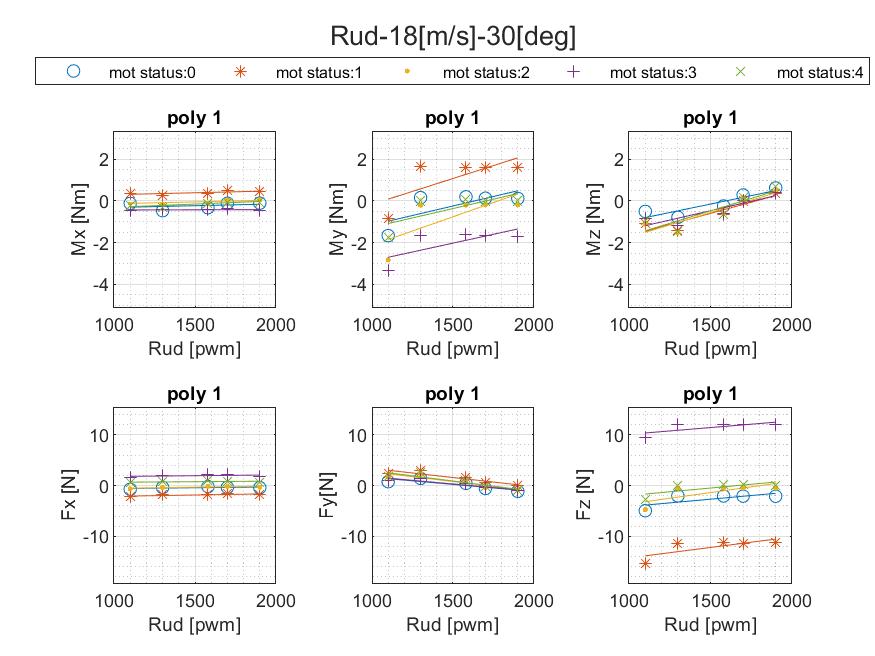 Rud-18[m/s]-30[deg]
mot status:0 mot status:1 mot status:2 mot status:3 mot status:4
poly 1 poly 1 poly 1
Mx [Nm] 2 0 -2 -4
My [Nm] 2 0 -2 -4
Mz [Nm] 2 0 -2 -4
1000 1500 2000 1000 1500 2000 1000 1500 2000
Rud [pwm] Rud [pwm] Rud [pwm]
poly 1 poly 1 poly 1
Fx [N] 10 0 -10
Fy[N] 10 0 -10
Fz [N] 10 0 -10
1000 1500 2000 1000 1500 2000 1000 1500 2000
Rud [pwm] Rud [pwm] Rud [pwm]